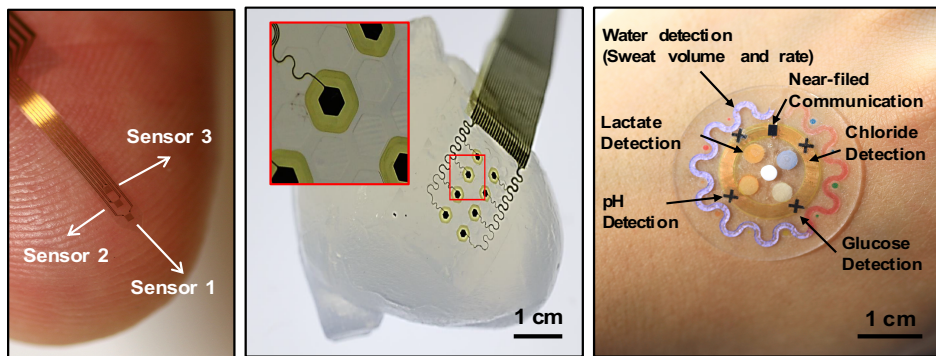 Sensor 3
Sensor 2
Sensor 1
1 cm
Water detection
(Sweat volume and rate)
Near-filed
Communication
Lactate
Detection
Chloride
Detection
pH
Detection
Glucose
Detection
1 cm